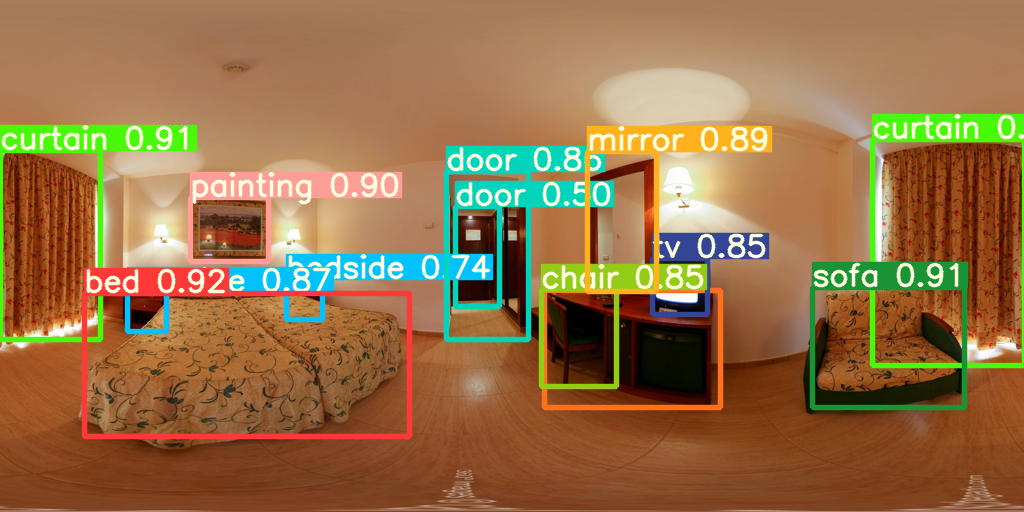 curtain 0.91
painting 0.90
bed 0.92
e 0.87
bedside 0.74
door 0.86
door 0.50
mirror 0.89
tv 0.85
chair 0.85
sofa 0.91
curtain 0.